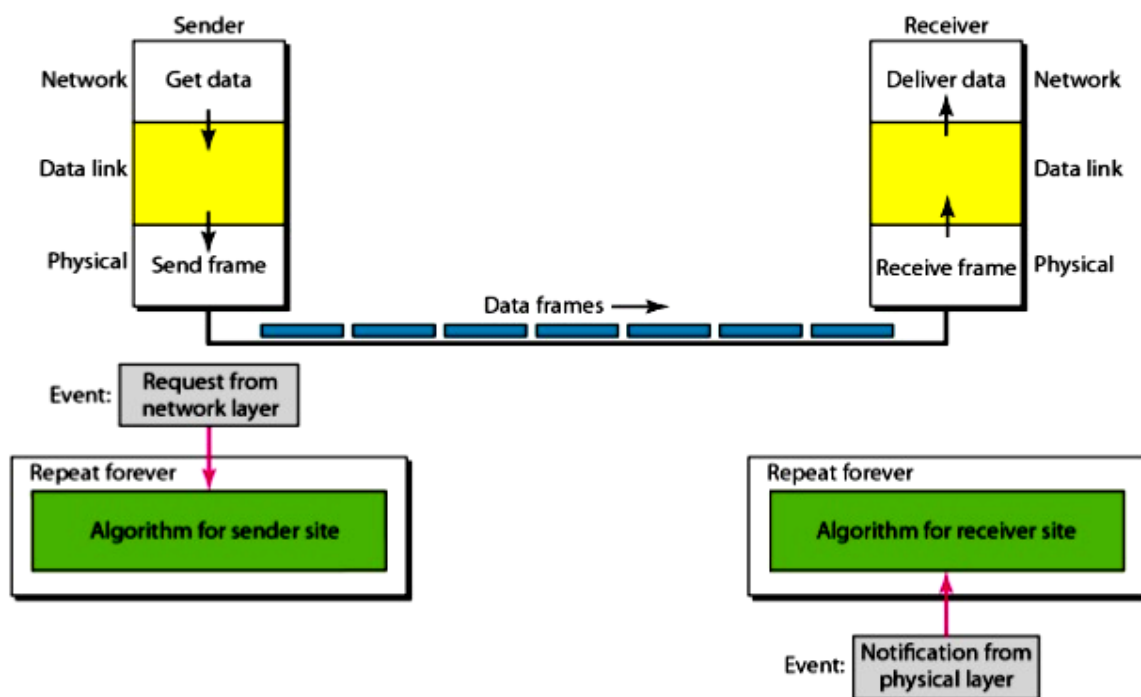 Sender
Receiver
Network
Get data
Deliver data
Network
Data link
Data link
Physical
Send frame
Receive frame
Physical
Data frames
Event:
Request from
network layer
Repeat forever
Algorithm for sender site
Repeat forever
Algorithm for receiver site
Event:
Notification from
physical layer